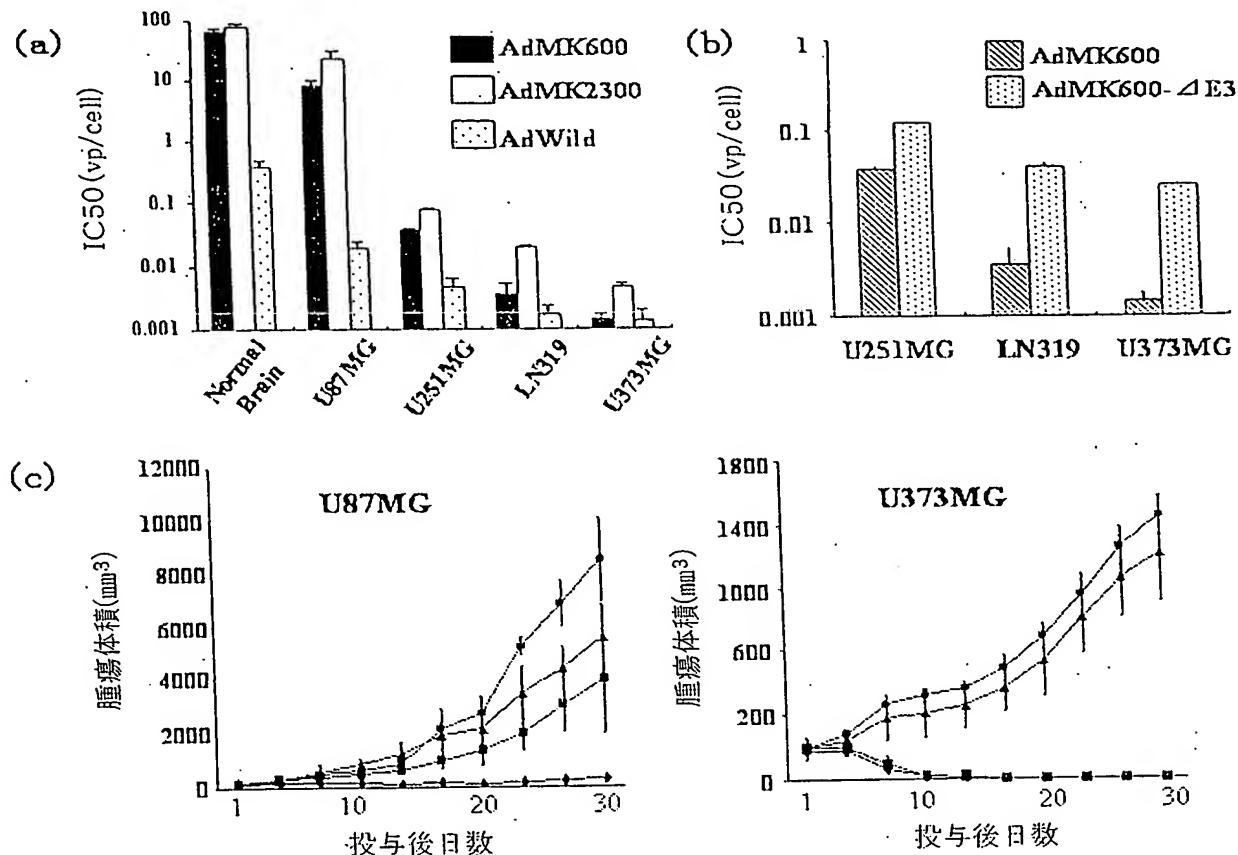 (a)
IC50(vp/cell)
100
10
1
0.1
0.01
0.001
AdMK600
AdMK2300
AdWild
Normal
Brain
U87MG
U251MG
LN319
U373MG
(b)
IC50(vp/cell)
1
0.1
0.01
0.001
AdMK600
AdMK600-⊿E3
U251MG
LN319
U373MG
(c)
腫瘍体積(mm³)
12000
10000
8000
6000
4000
2000
0
U87MG
1
10
20
30
投与後日数
腫瘍体積(mm³)
1800
1400
1000
600
200
0
U373MG
1
10
20
30
投与後日数